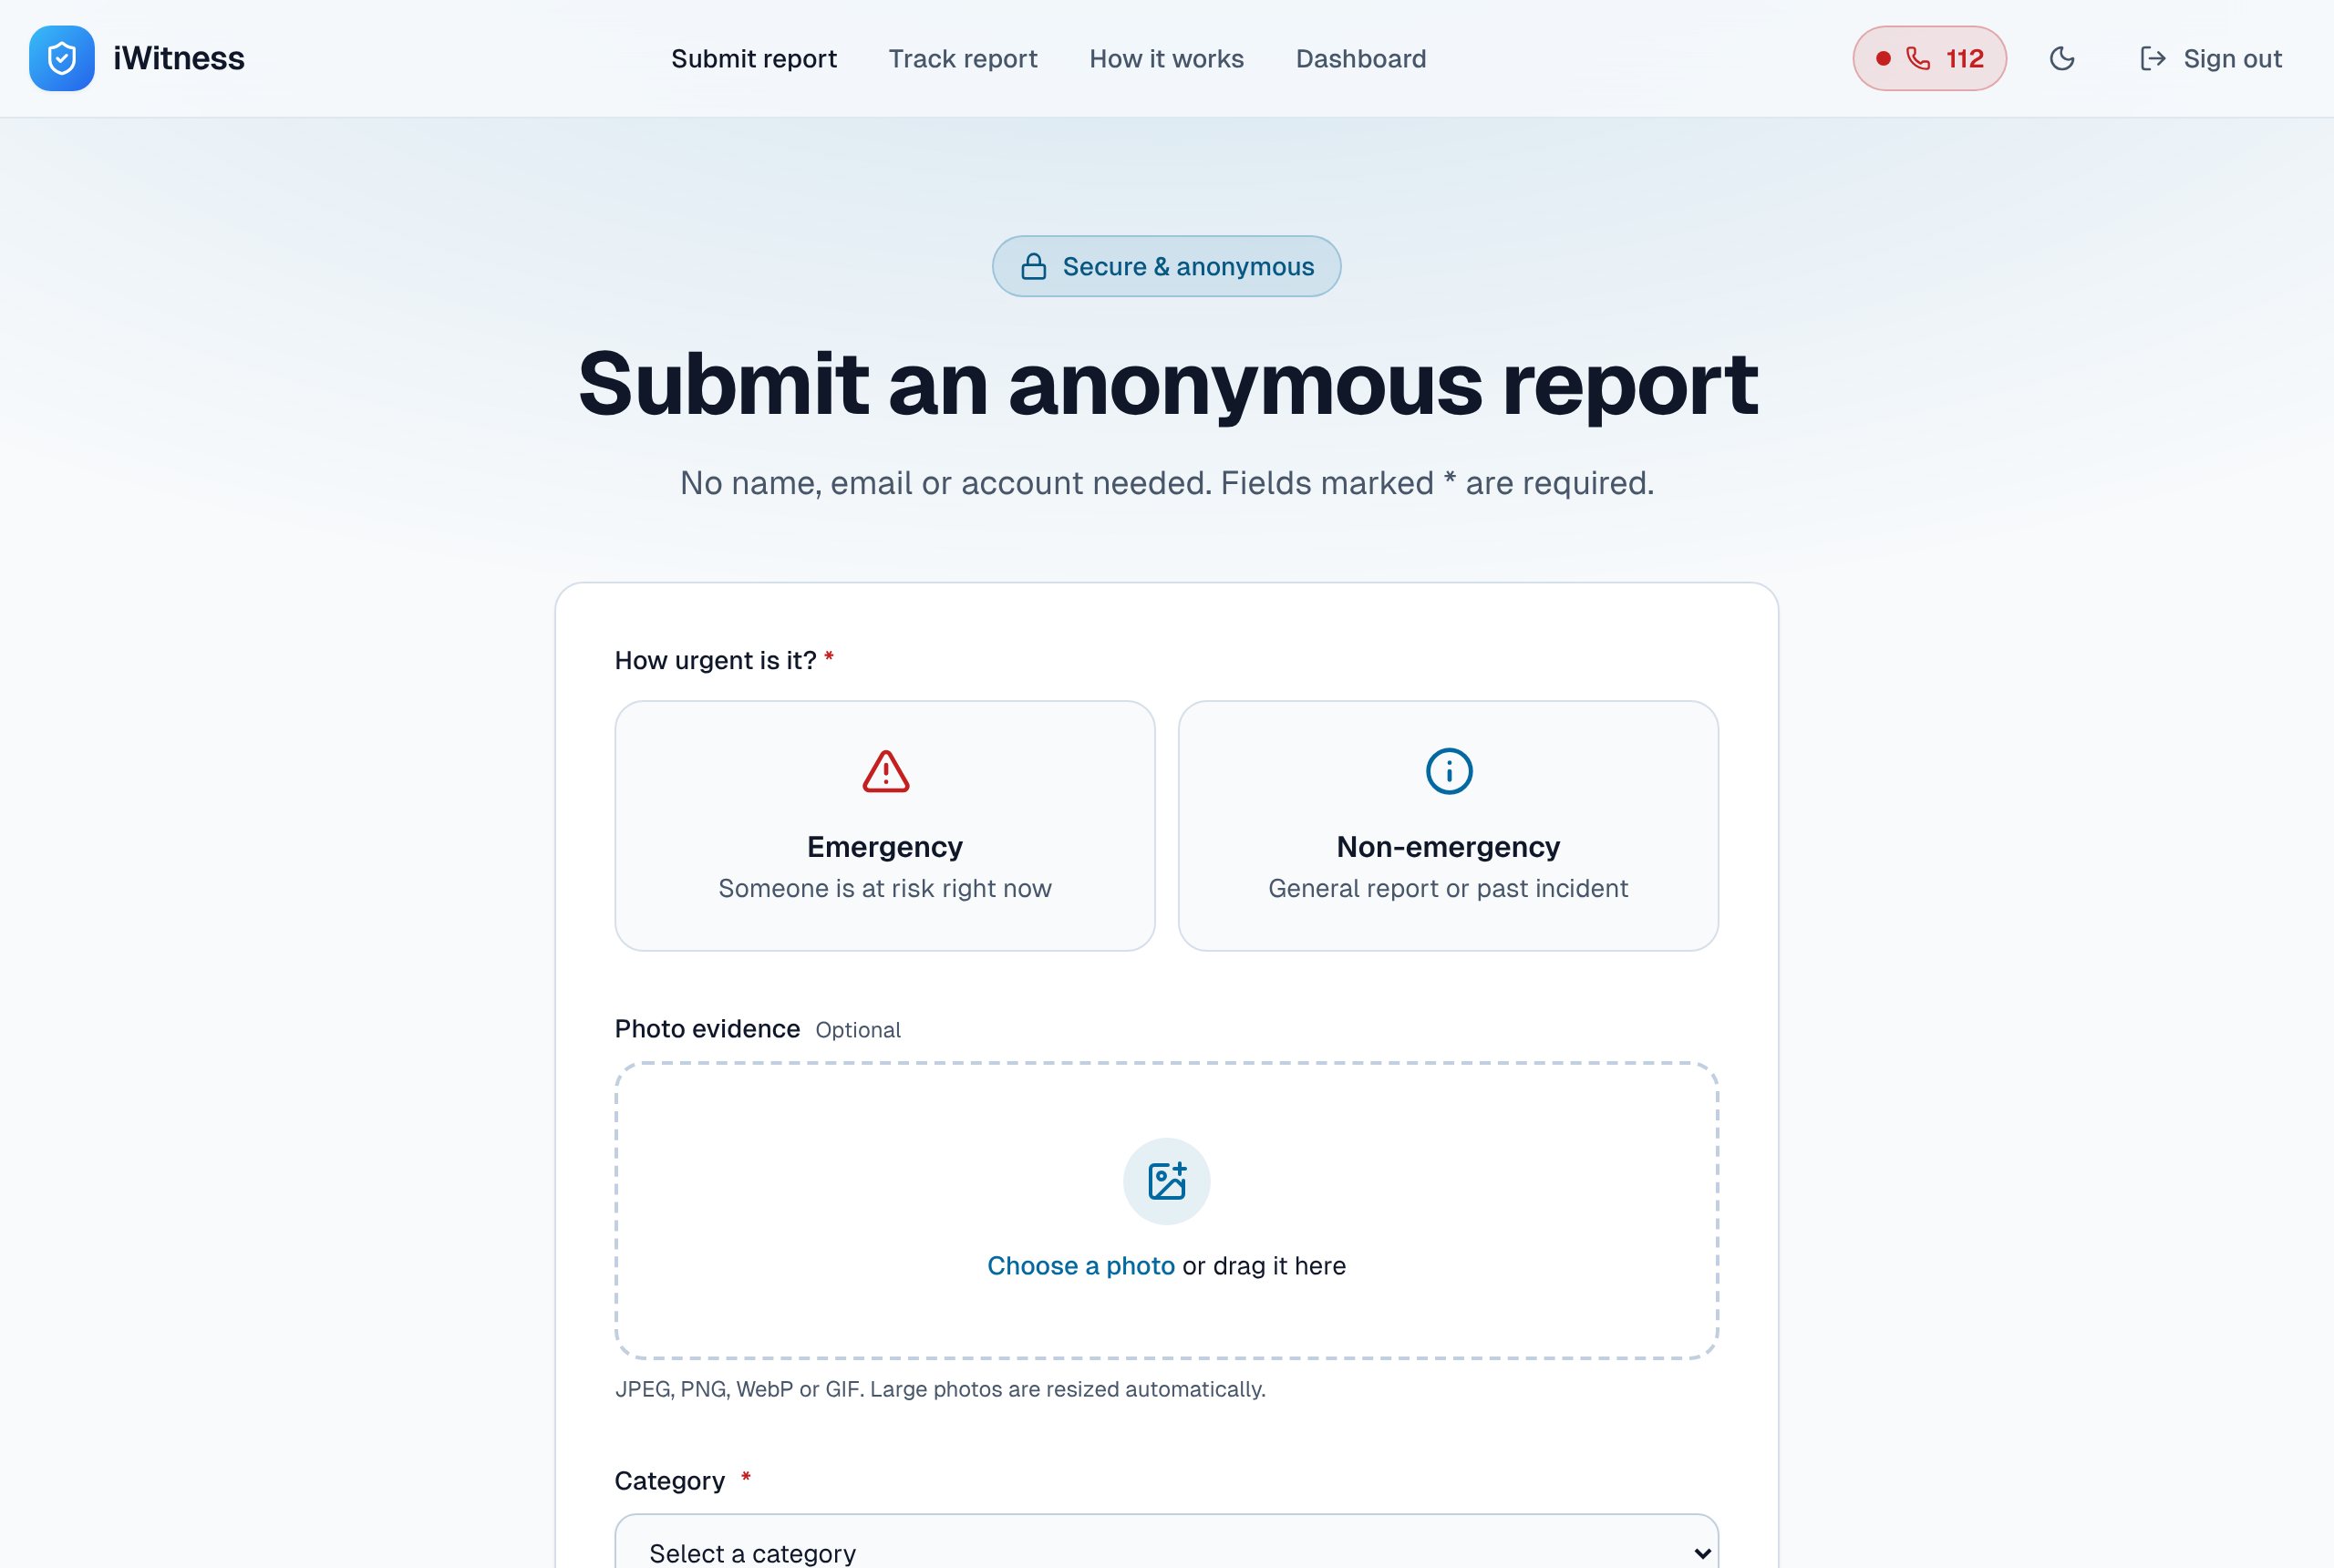 iWitness
Submit report
Track report
How it works
Dashboard
112
Sign out
Secure & anonymous
Submit an anonymous report
No name, email or account needed. Fields marked * are required.
How urgent is it? *
Emergency
Someone is at risk right now
Non-emergency
General report or past incident
Photo evidence Optional
Choose a photo or drag it here
JPEG, PNG, WebP or GIF. Large photos are resized automatically.
Category *
Select a category